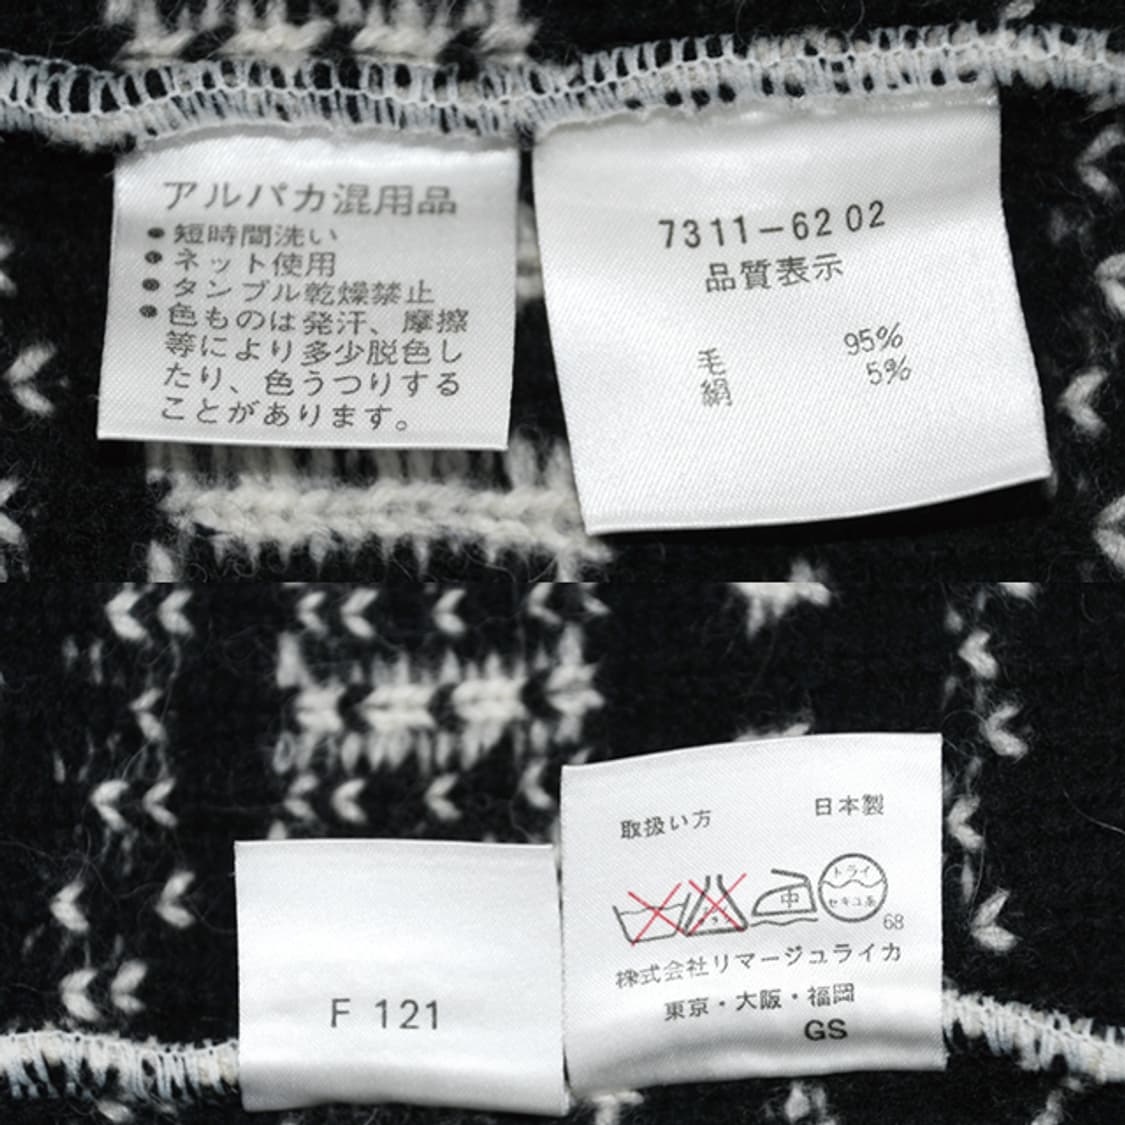 アルパカ混用品
● 短時間洗い
● ネット使用
● タンブル乾燥禁止
● 色ものは発汗、摩擦
等により多少脱色し
たり、色うつりする
ことがあります。
7311-6202
品質表示
毛 95%
絹 5%
F 121
取扱い方 日本製
中
ドライ
セキユ系
68
株式会社リマージュライカ
東京・大阪・福岡
GS